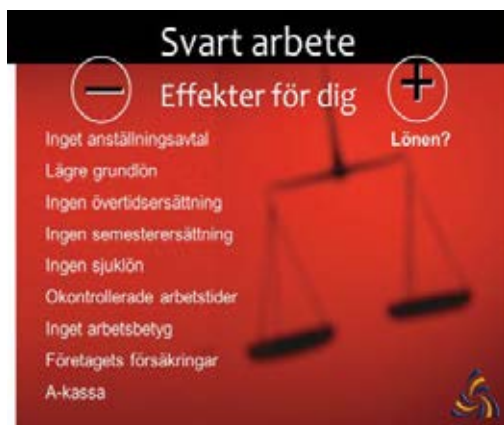 Svart arbete
Effekter för dig
Inget anställningsavtal
Lönen?
Lägre grundlön
Ingen övertidsersättning
Ingen semesterersättning
Ingen sjuklön
Okontrollerade arbetstider
Inget arbetsbetyg
Företagets försäkringar
A-kassa